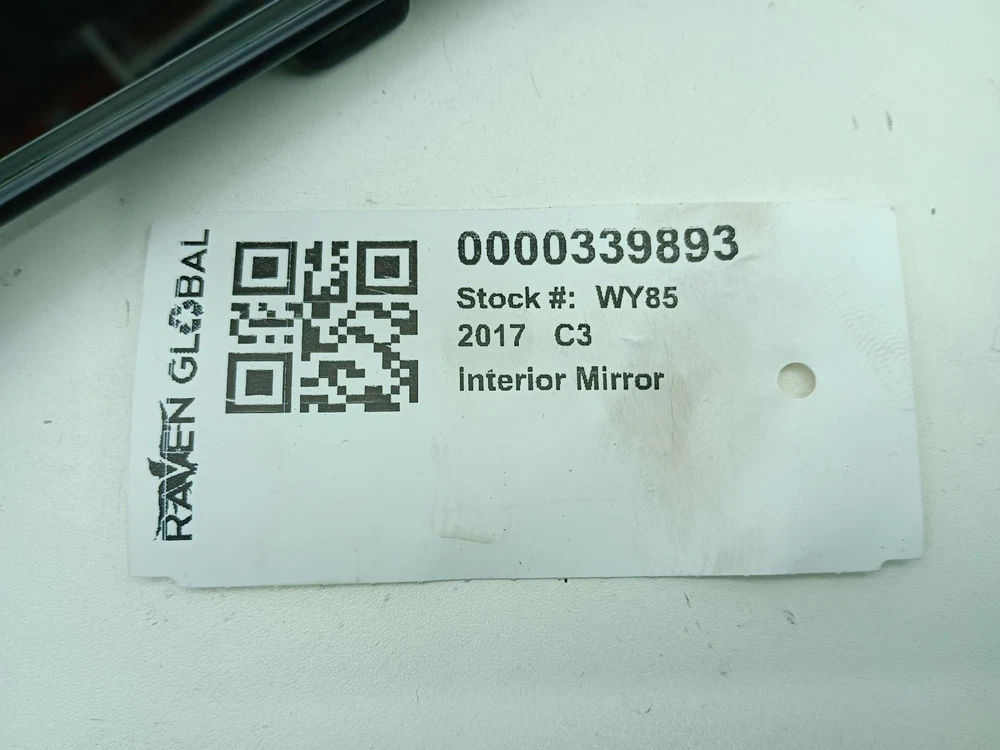 RAVEN GLOBAL
0000339893
Stock #: WY85
2017 C3
Interior Mirror